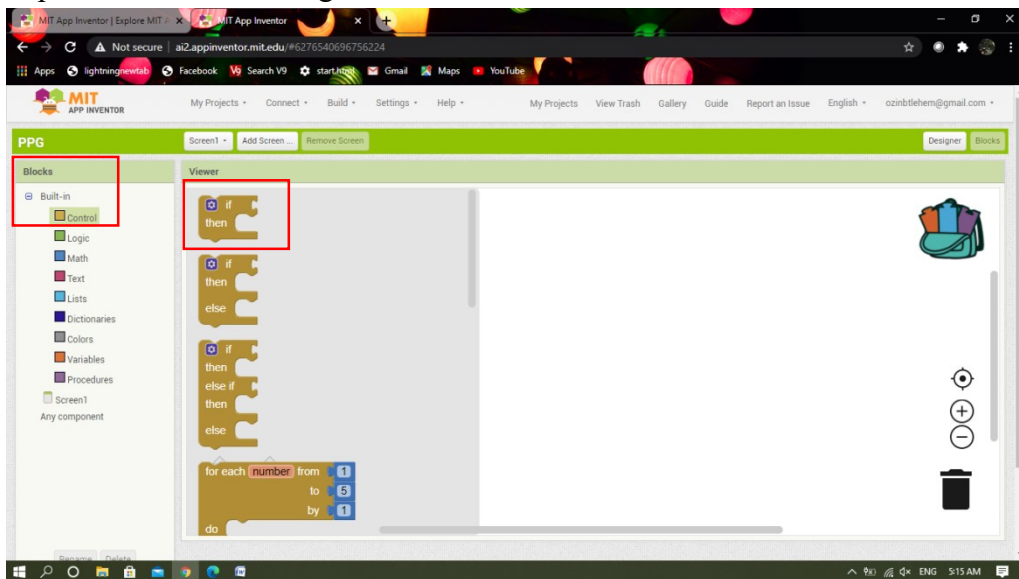 MIT App Inventor | Explore MIT A
MIT App Inventor
Not secure | ai2.appinventor.mit.edu/#6276540696756224
Apps lightningnewtab Facebook Search V9 start.html Gmail Maps YouTube
MIT
APP INVENTOR
My Projects Connect Build Settings Help My Projects View Trash Gallery Guide Report an Issue English ozinbtlehem@gmail.com
PPG Screen1 Add Screen ... Remove Screen Designer Blocks
Blocks Viewer
Built-in
Control
Logic
Math
Text
Lists
Dictionaries
Colors
Variables
Procedures
Screen1
Any component
Rename Delete
if
then
if
then
else
if
then
else if
then
else
for each number from 1
to 5
by 1
do
ENG 5:15 AM